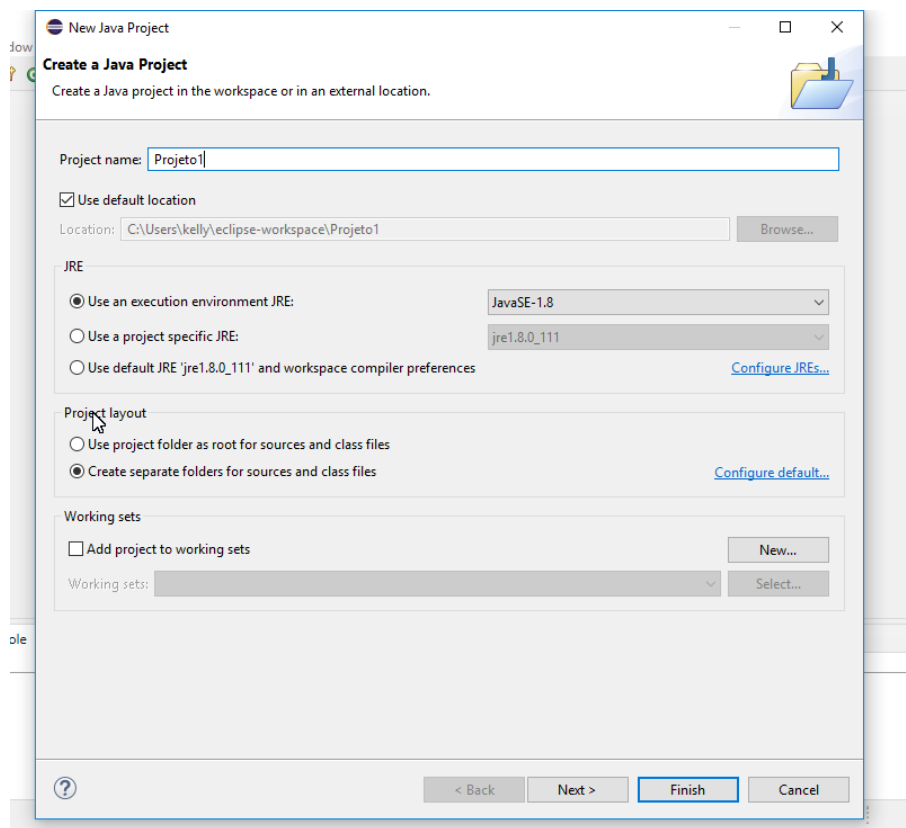 New Java Project
dow
Create a Java Project
Create a Java project in the workspace or in an external location.
Project name: Projeto1
Use default location
Location: C:\Users\kelly\eclipse-workspace\Projeto1 Browse...
JRE
Use an execution environment JRE: JavaSE-1.8
Use a project specific JRE: jre1.8.0_111
Use default JRE 'jre1.8.0_111' and workspace compiler preferences Configure JREs...
Project layout
Use project folder as root for sources and class files
Create separate folders for sources and class files Configure default...
Working sets
Add project to working sets New...
Working sets: Select...
ole
? < Back Next > Finish Cancel